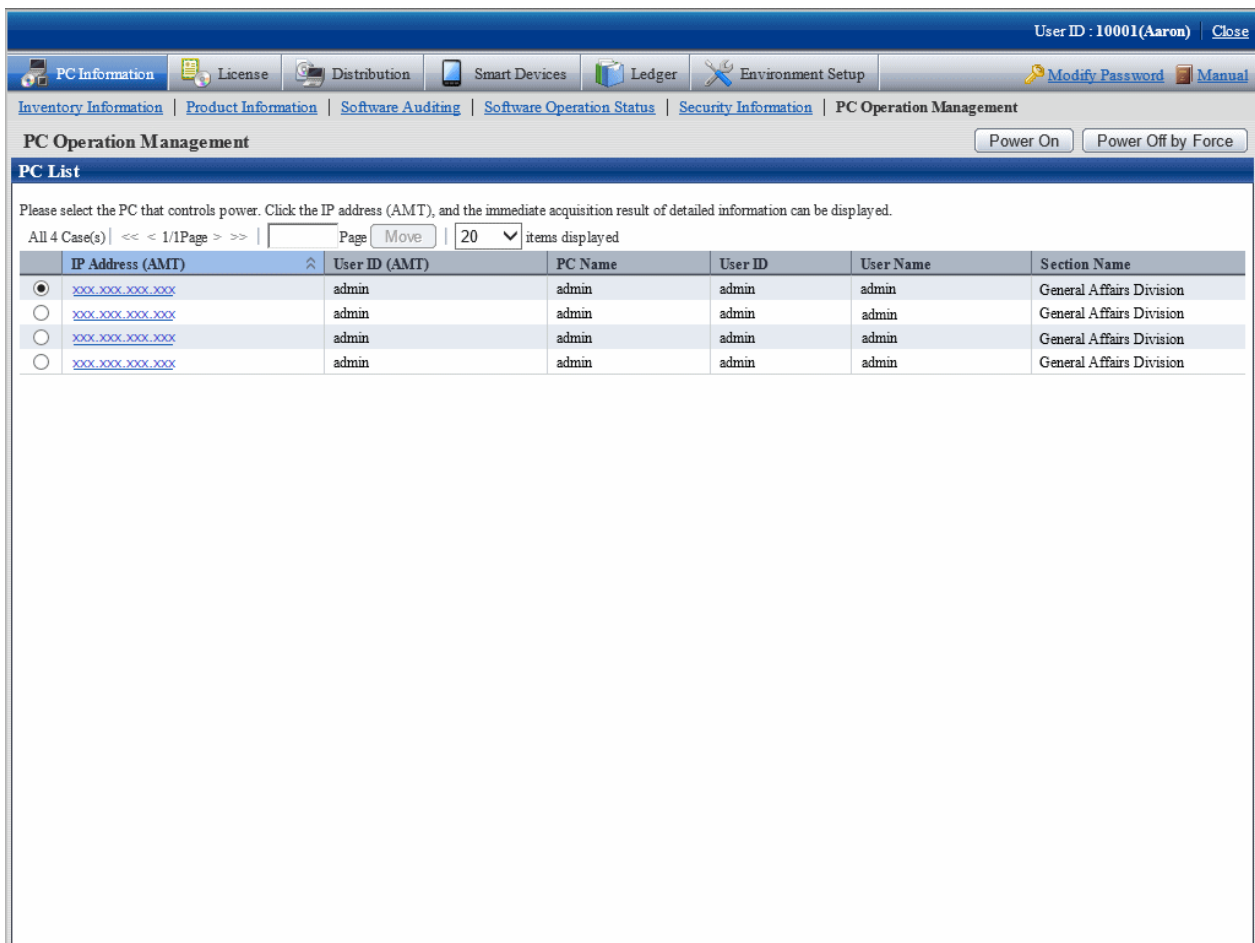 User ID : 10001(Aaron) Close
PC Information License Distribution Smart Devices Ledger Environment Setup Modify Password Manual
Inventory Information | Product Information | Software Auditing | Software Operation Status | Security Information | PC Operation Management
PC Operation Management Power On Power Off by Force
PC List
Please select the PC that controls power. Click the IP address (AMT), and the immediate acquisition result of detailed information can be displayed.
All 4 Case(s) | << < 1/1Page > >> | Page Move | 20 items displayed
IP Address (AMT) User ID (AMT) PC Name User ID User Name Section Name
xxx.xxx.xxx.xxx admin admin admin admin General Affairs Division
xxx.xxx.xxx.xxx admin admin admin admin General Affairs Division
xxx.xxx.xxx.xxx admin admin admin admin General Affairs Division
xxx.xxx.xxx.xxx admin admin admin admin General Affairs Division